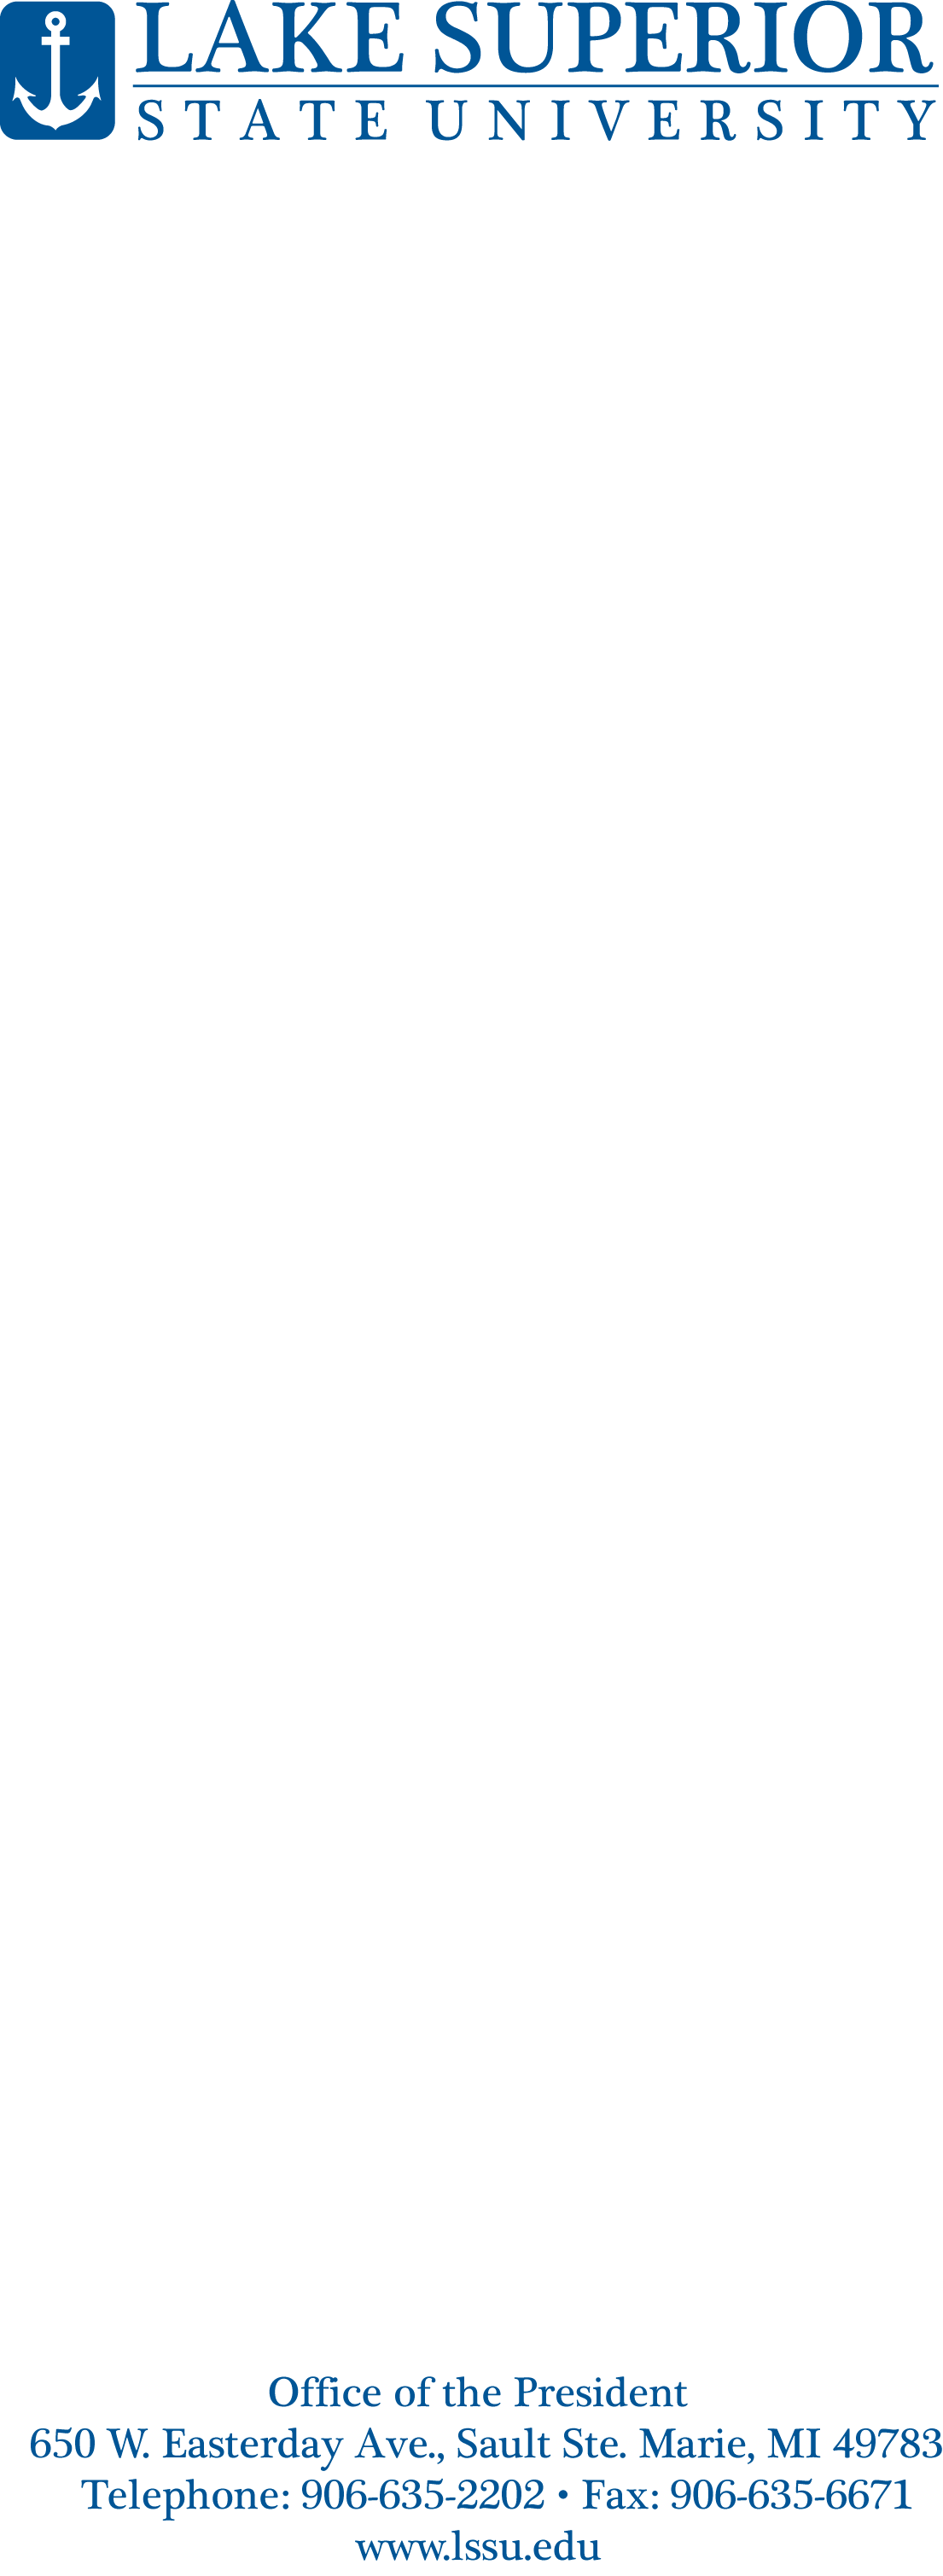 LAKE SUPERIOR
STATE UNIVERSITY
Office of the President
650 W. Easterday Ave., Sault Ste. Marie, MI 49783
Telephone: 906-635-2202 • Fax: 906-635-6671
www.lssu.edu